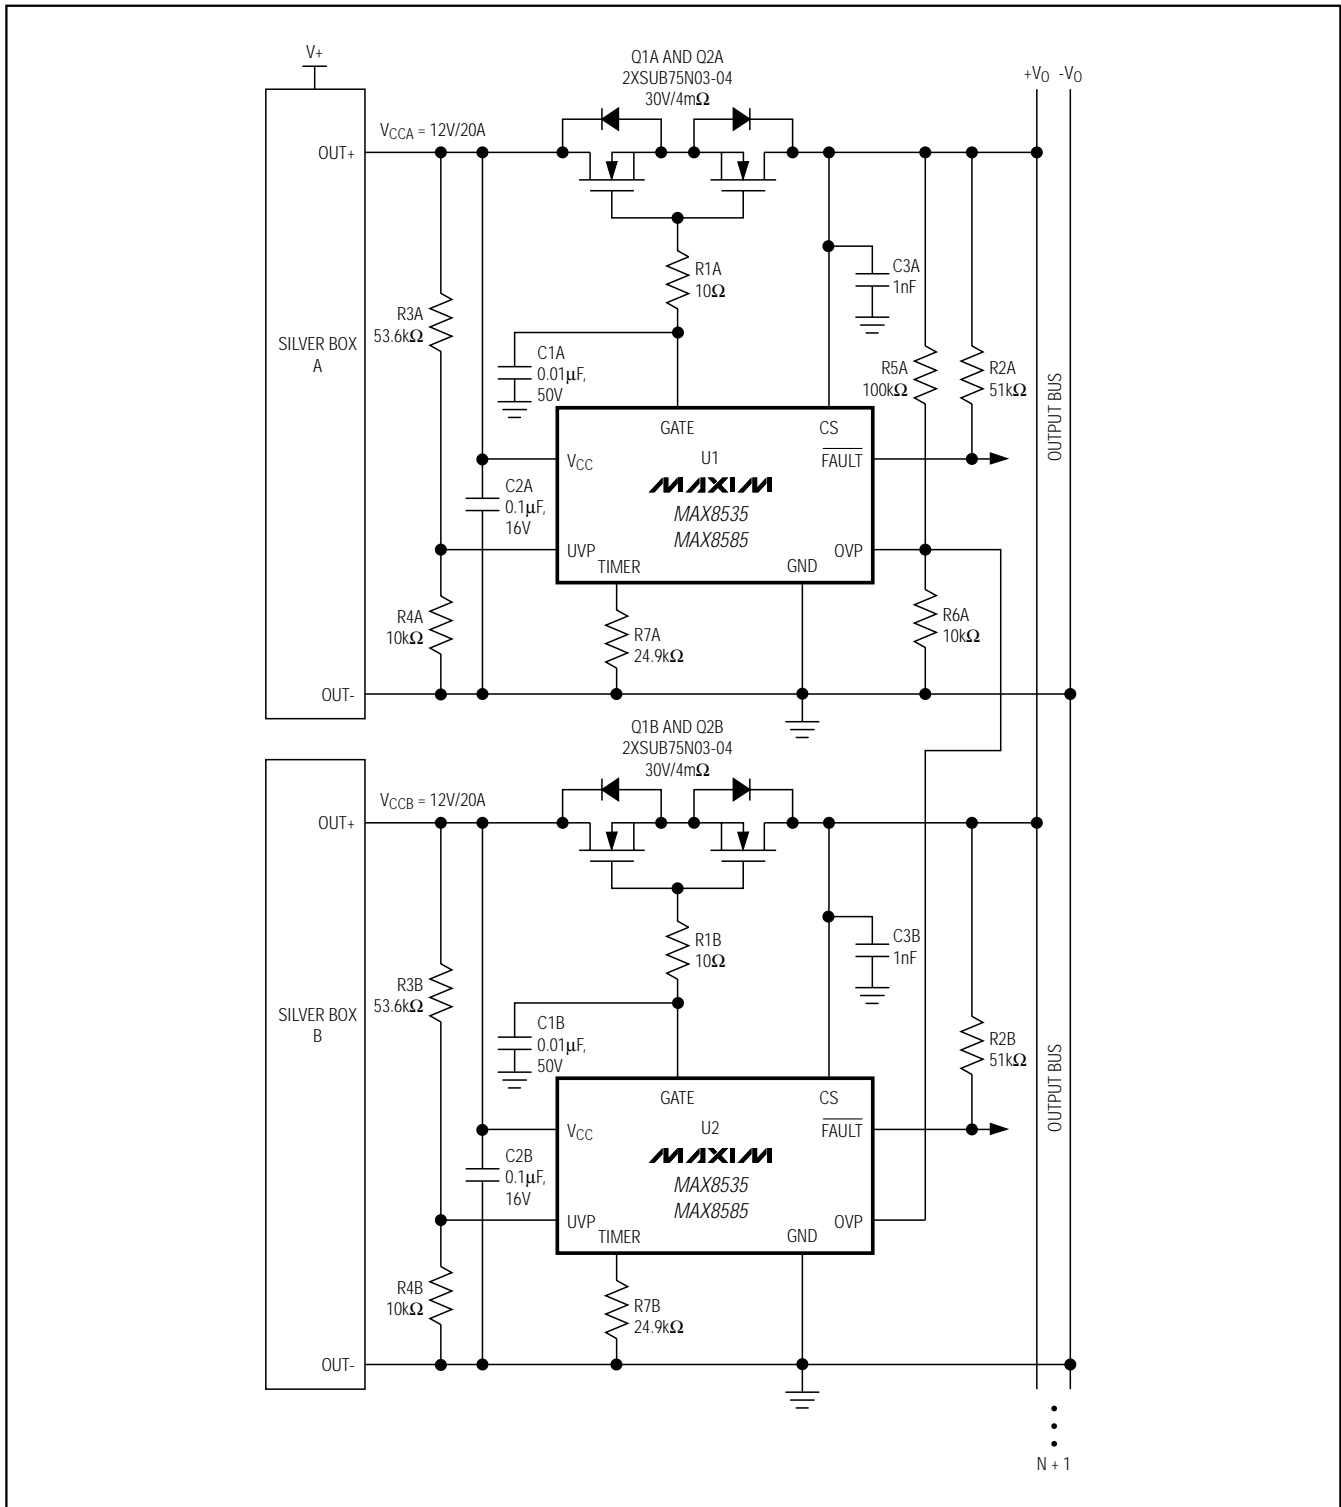 V+
Q1A AND Q2A
2XSUB75N03-04
30V/4mΩ
+VO -VO
VCCA = 12V/20A
OUT+
SILVER BOX
A
R3A
53.6kΩ
R1A
10Ω
C3A
1nF
C1A
0.01μF,
50V
R5A
100kΩ
R2A
51kΩ
OUTPUT BUS
GATE
CS
VCC
U1
FAULT
MAXIM
MAX8535
MAX8585
C2A
0.1μF,
16V
UVP
TIMER
GND
OVP
R4A
10kΩ
R7A
24.9kΩ
R6A
10kΩ
OUT-
Q1B AND Q2B
2XSUB75N03-04
30V/4mΩ
VCCB = 12V/20A
OUT+
SILVER BOX
B
R3B
53.6kΩ
R1B
10Ω
C3B
1nF
C1B
0.01μF,
50V
R2B
51kΩ
OUTPUT BUS
GATE
CS
VCC
U2
FAULT
MAXIM
MAX8535
MAX8585
C2B
0.1μF,
16V
UVP
TIMER
GND
OVP
R4B
10kΩ
R7B
24.9kΩ
OUT-
N + 1